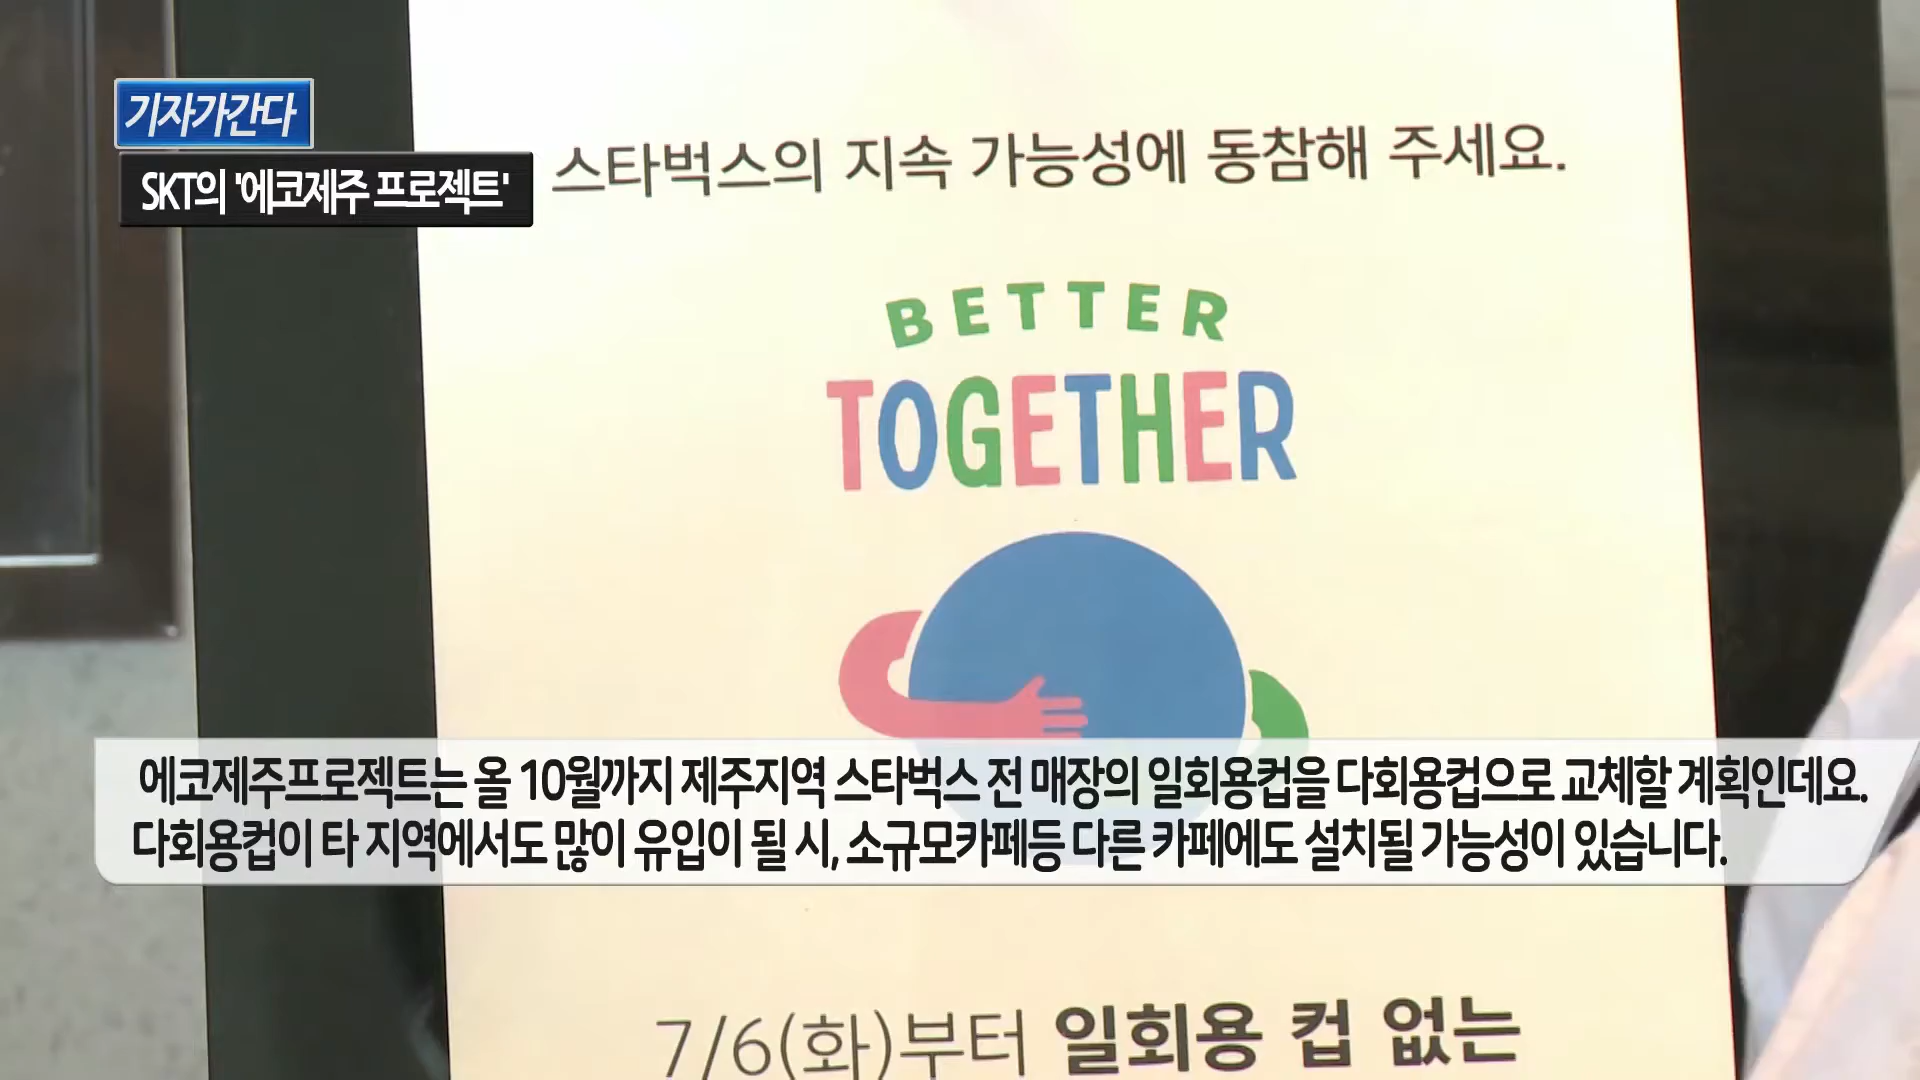 기자가간다
SKT의 '에코제주 프로젝트'
스타벅스의 지속 가능성에 동참해 주세요.
BETTER
TOGETHER
에코제주프로젝트는 올 10월까지 제주지역 스타벅스 전 매장의 일회용컵을 다회용컵으로 교체할 계획인데요.
다회용컵이 타 지역에서도 많이 유입이 될 시, 소규모카페등 다른 카페에도 설치될 가능성이 있습니다.
7/6(화)부터 일회용 컵 없는